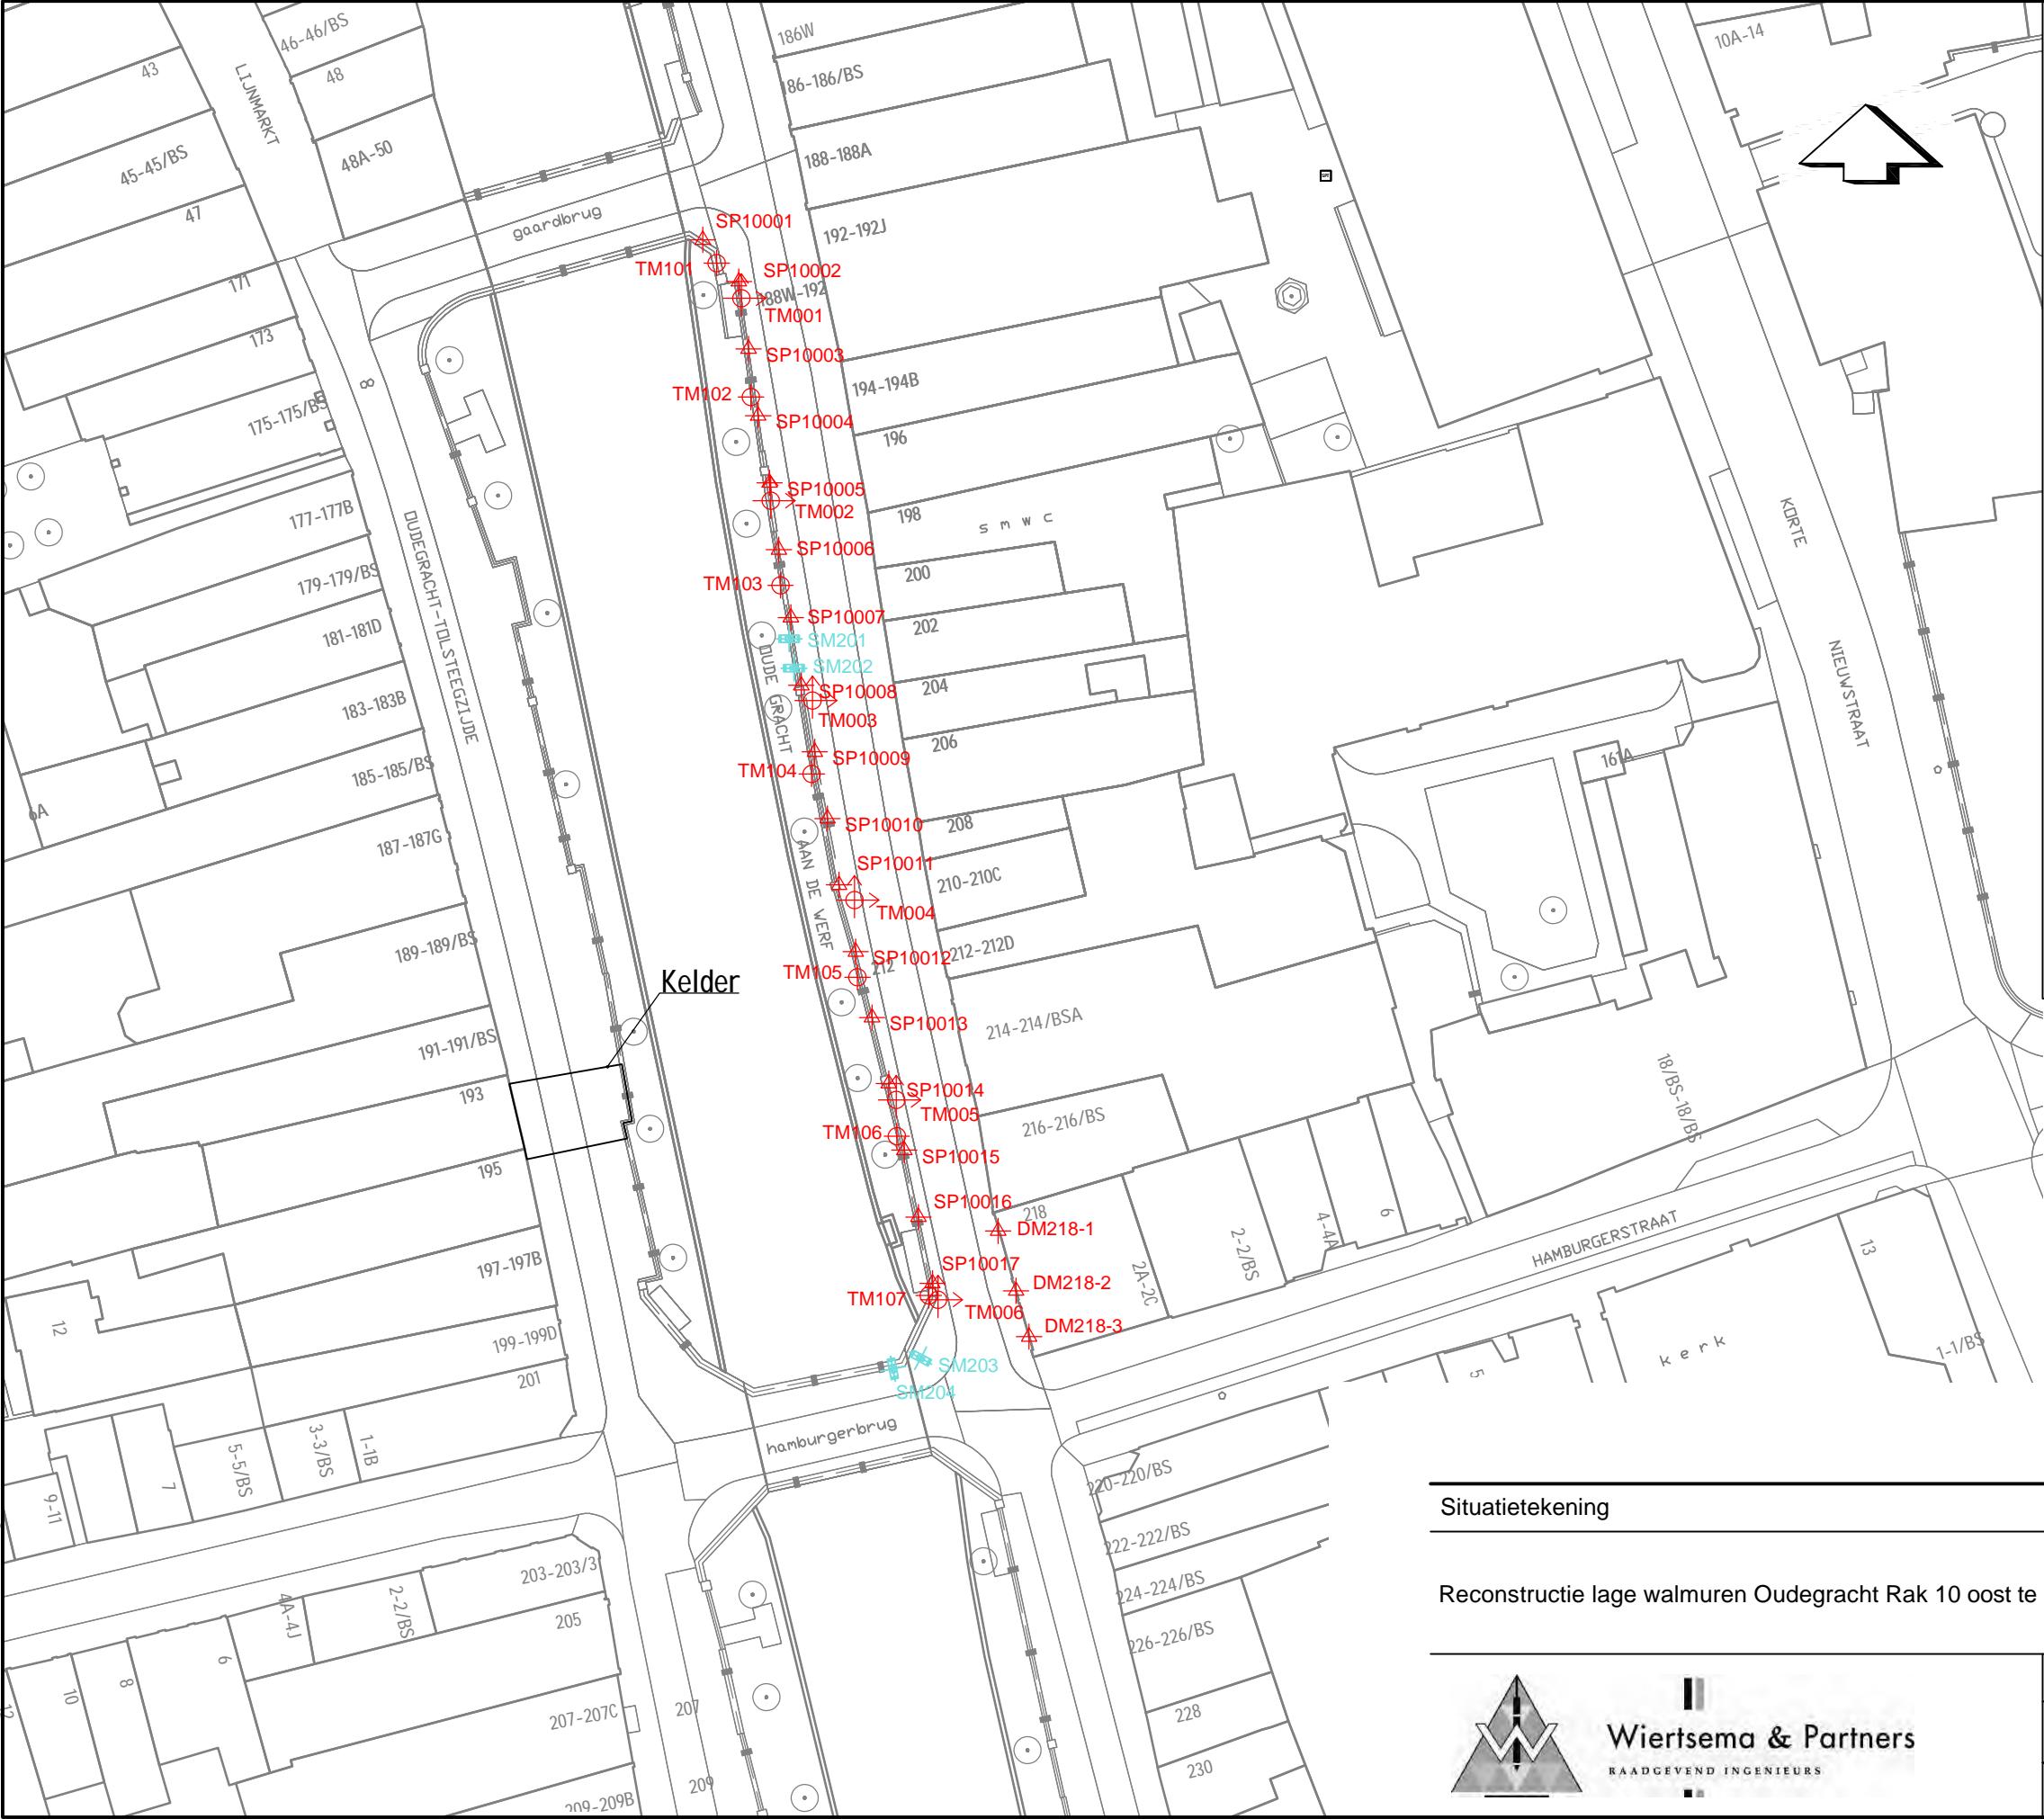 46-46/BS
43
LIJNMARKT
48
45-45/BS
48A-50
47
186W
86-186/BS
188-188A
10A-14
gaardbrug
SP10001
192-192J
TM101
SP10002
188W-192
TM001
171
173
SP10003
8
TM102
194-194B
175-175/BS
SP10004
196
SP10005
TM002
198
s m w c
177-177B
OUDEGRACHT-TOLSTEEGZIJDE
KORTE
SP10006
TM103
200
179-179/BS
SP10007
202
181-181D
SM201
OUDE GRACHT
SM202
204
SP10008
TM003
183-183B
NIEUWSTRAAT
206
SP10009
TM104
161A
185-185/BS
6A
SP10010
208
187-187G
AAN DE WERF
SP10011
210-210C
TM004
189-189/BS
SP10012
212-212D
TM105
212
Kelder
SP10013
214-214/BSA
191-191/BS
193
SP10014
TM005
216-216/BS
18/BS-18/BS
TM106
SP10015
195
SP10016
218
DM218-1
2-2/BS
4-4A
6
HAMBURGERSTRAAT
13
197-197B
SP10017
DM218-2
2A-2C
TM107
TM006
12
199-199D
DM218-3
kerk
1-1/BS
SM203
5
201
SM204
hamburgerbrug
1-1B
3-3/BS
5-5/BS
7
9-11
220-220/BS
Situatietekening
222-222/BS
203-203/3
224-224/BS
Reconstructie lage walmuren Oudegracht Rak 10 oost te
2-2/BS
4A-4J
205
226-226/BS
6
8
10
12
207-207C
207
228
Wiertsema & Partners
RAADGEVEND INGENIEURS
230
209
209-209B